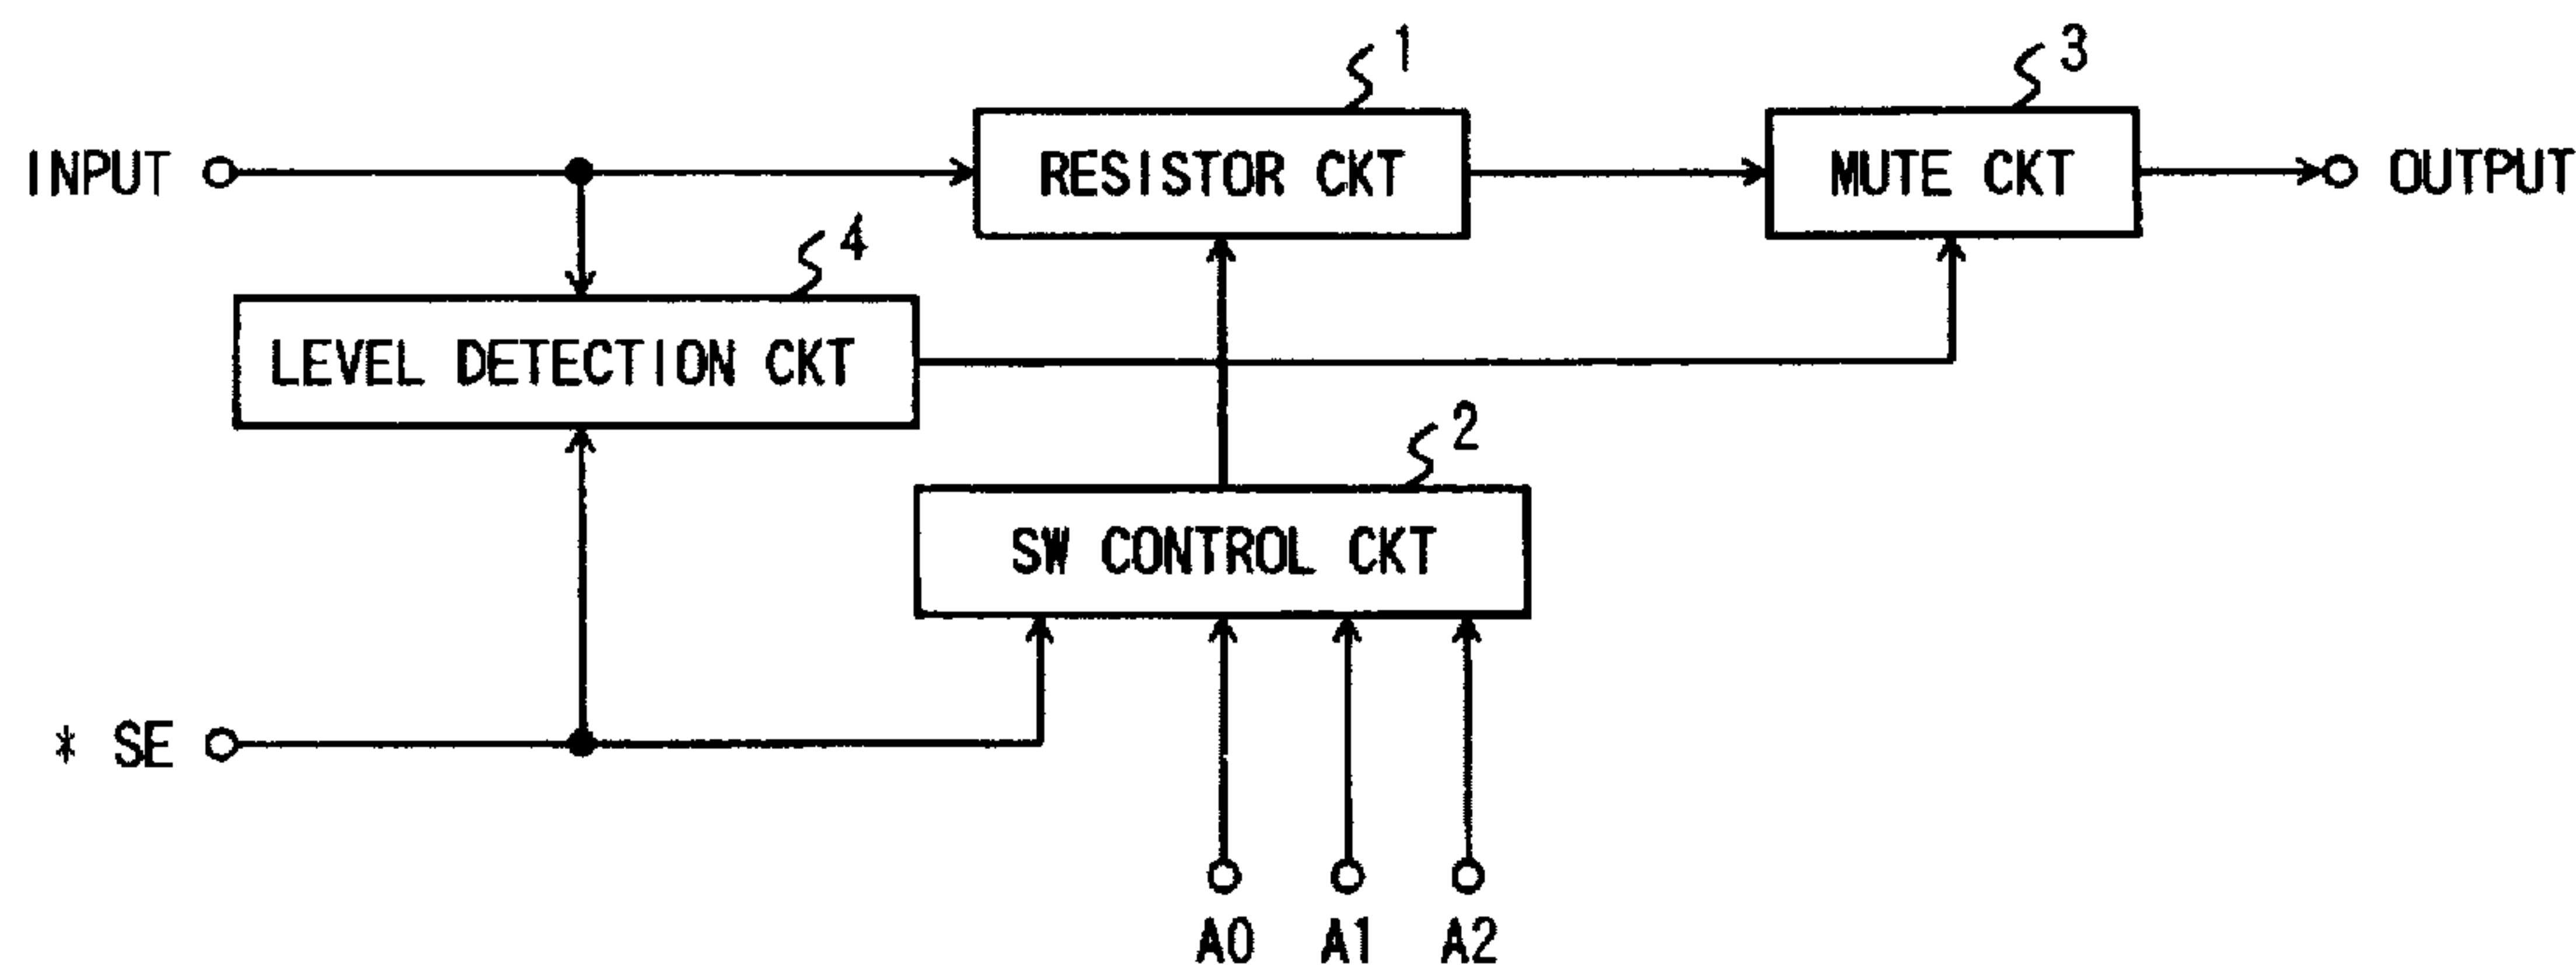 1
3
INPUT
RESISTOR CKT
MUTE CKT
OUTPUT
4
LEVEL DETECTION CKT
2
SW CONTROL CKT
* SE
A0 A1 A2